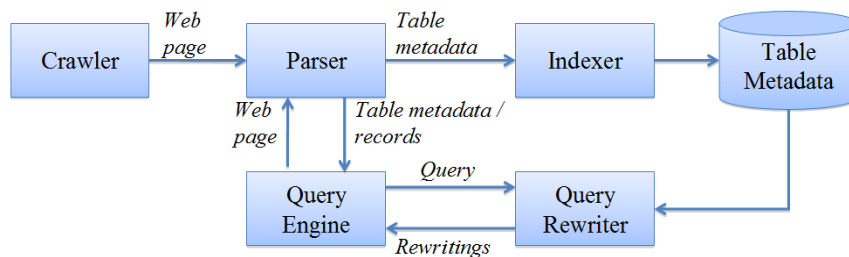 Web
page
Table
metadata
Crawler
Parser
Indexer
Table
Metadata
Web
page
Table metadata /
records
Query
Engine
Query
Query
Rewriter
Rewritings